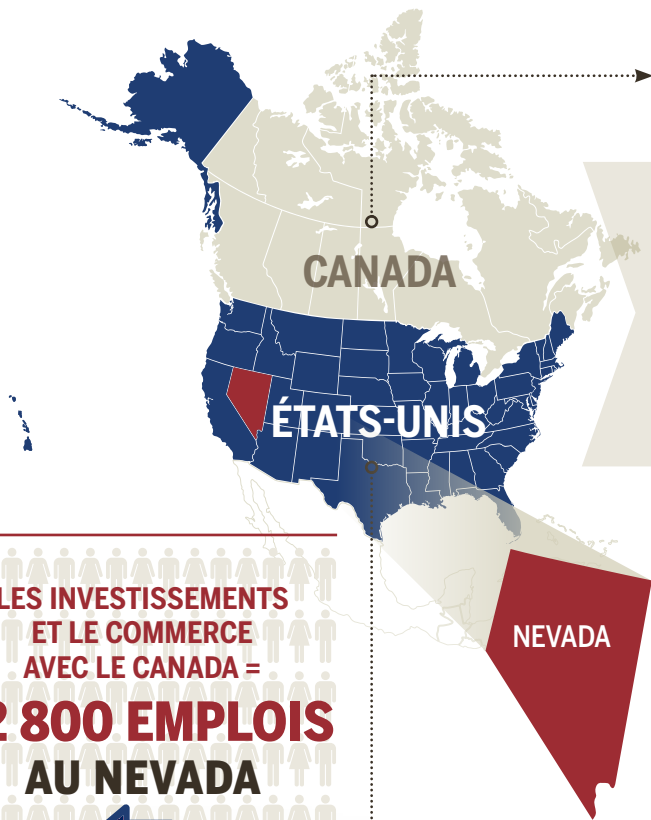 CANADA
ÉTATS-UNIS
NEVADA
LES INVESTISSEMENTS
ET LE COMMERCE
AVEC LE CANADA =
2 800 EMPLOIS
AU NEVADA